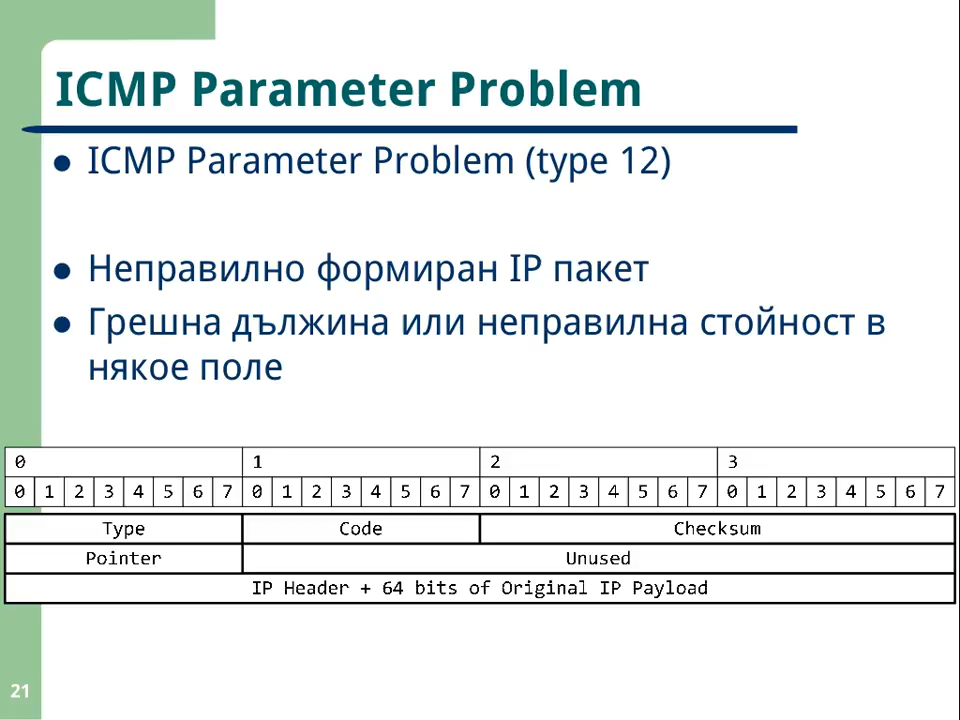 ICMP Parameter Problem
● ICMP Parameter Problem (type 12)
● Неправилно формиран IP пакет
● Грешна дължина или неправилна стойност в
някое поле
0 1 2 3
0 1 2 3 4 5 6 7 0 1 2 3 4 5 6 7 0 1 2 3 4 5 6 7 0 1 2 3 4 5 6 7
Type Code Checksum
Pointer Unused
IP Header + 64 bits of Original IP Payload
21